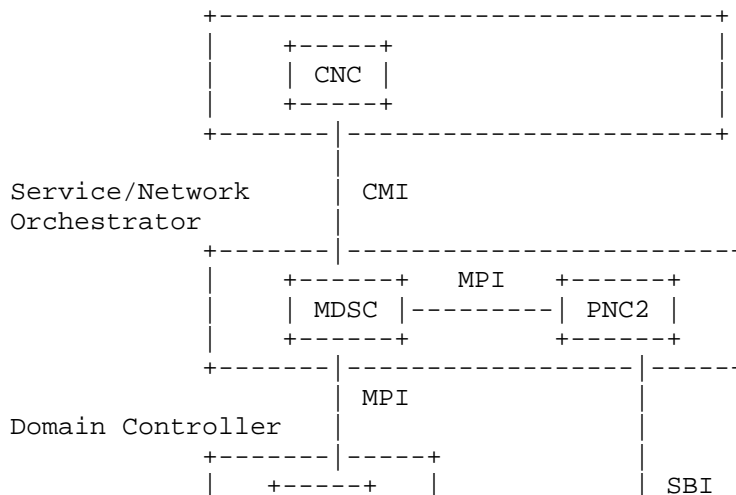 CNC
Service/Network CMI
Orchestrator
MPI
MDSC PNC2
MPI
Domain Controller
SBI